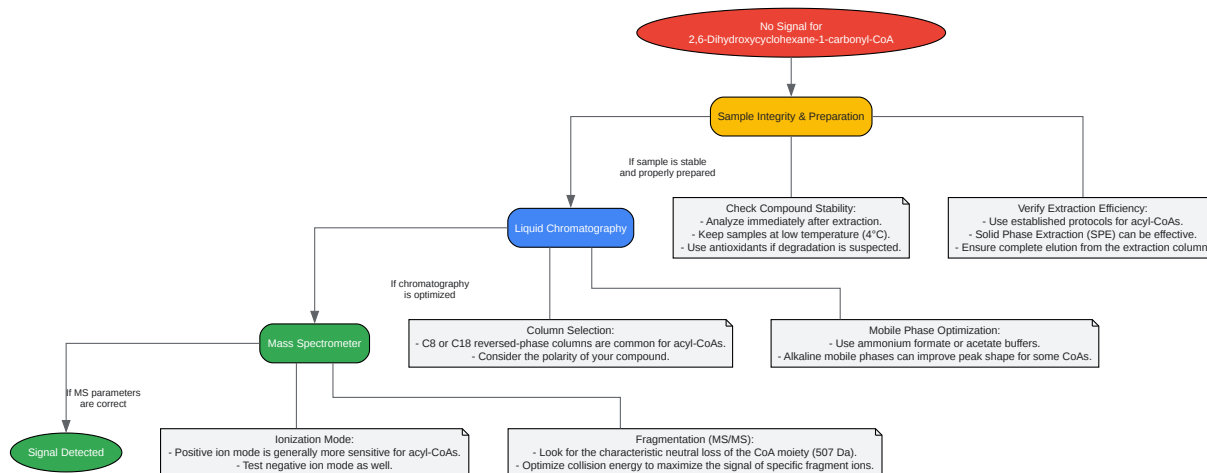 No Signal for
2,6-Dihydroxycyclohexane-1-carbonyl-CoA
Sample Integrity & Preparation
If sample is stable
and properly prepared
Check Compound Stability:
- Analyze immediately after extraction.
- Keep samples at low temperature (4°C).
- Use antioxidants if degradation is suspected.
Verify Extraction Efficiency:
- Use established protocols for acyl-CoAs.
- Solid Phase Extraction (SPE) can be effective.
- Ensure complete elution from the extraction column
Liquid Chromatography
If chromatography
is optimized
Column Selection:
- C8 or C18 reversed-phase columns are common for acyl-CoAs.
- Consider the polarity of your compound.
Mobile Phase Optimization:
- Use ammonium formate or acetate buffers.
- Alkaline mobile phases can improve peak shape for some CoAs.
Mass Spectrometer
If MS parameters
are correct
Signal Detected
Ionization Mode:
- Positive ion mode is generally more sensitive for acyl-CoAs.
- Test negative ion mode as well.
Fragmentation (MS/MS):
- Look for the characteristic neutral loss of the CoA moiety (507 Da).
- Optimize collision energy to maximize the signal of specific fragment ions.